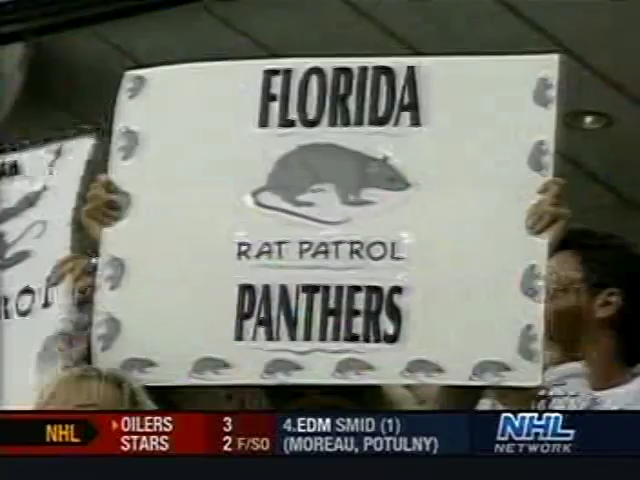 FLORIDA
RAT PATROL
PANTHERS
NHL
OILERS 3
STARS 2 F/SO
4.EDM SMID (1)
(MOREAU, POTULNY)
NHL
NETWORK